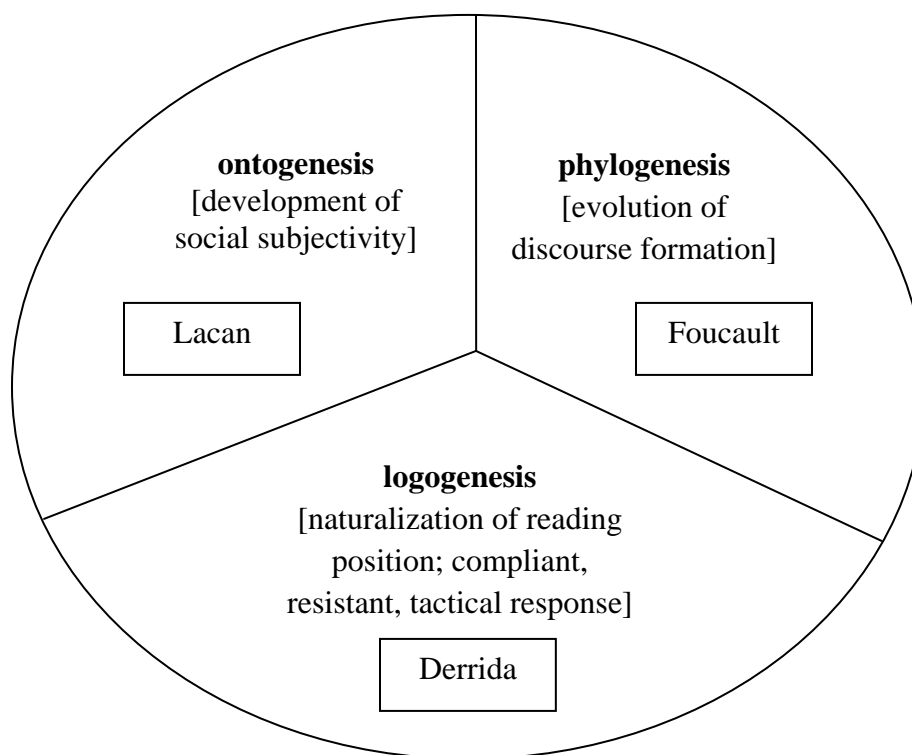 ontogenesis
[development of
social subjectivity]
Lacan
phylogenesis
[evolution of
discourse formation]
Foucault
logogenesis
[naturalization of reading
position; compliant,
resistant, tactical response]
Derrida